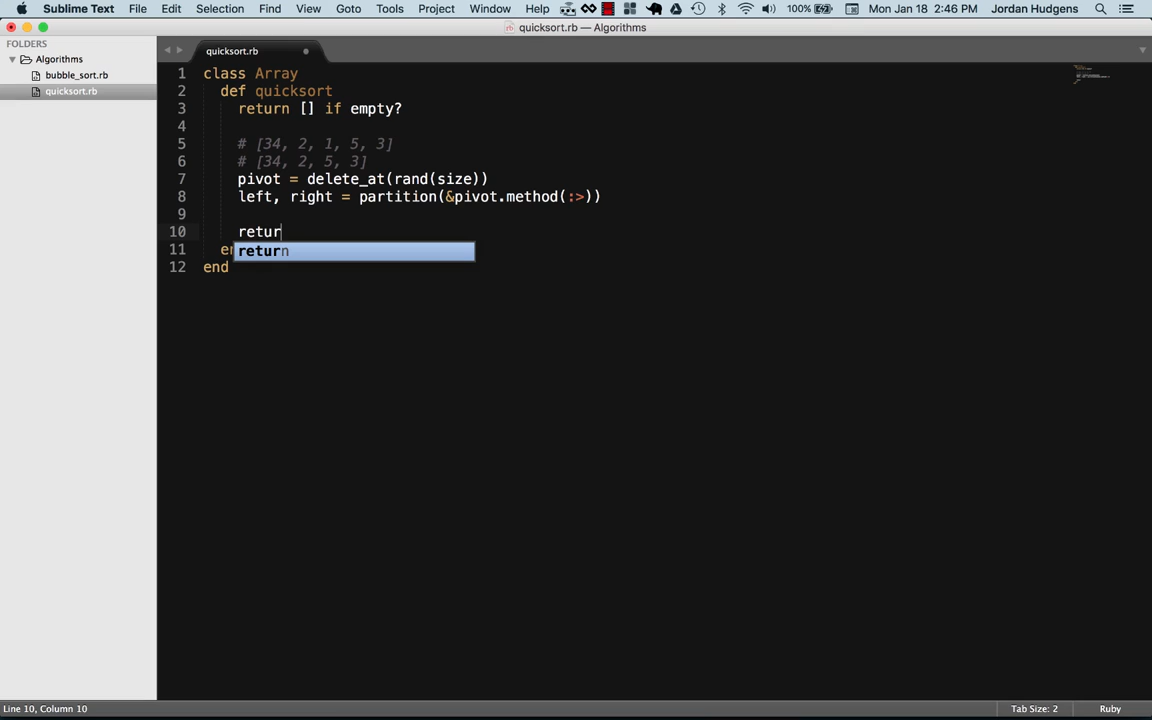 Sublime Text File Edit Selection Find View Goto Tools Project Window Help 100% Mon Jan 18 2:46 PM Jordan Hudgens
quicksort.rb — Algorithms
FOLDERS
Algorithms
bubble_sort.rb
quicksort.rb
quicksort.rb
1 class Array
2 def quicksort
3 return [] if empty?
4
5 # [34, 2, 1, 5, 3]
6 # [34, 2, 5, 3]
7 pivot = delete_at(rand(size))
8 left, right = partition(&pivot.method(:>))
9
10 retur
return
11 en
12 end
Line 10, Column 10 Tab Size: 2 Ruby